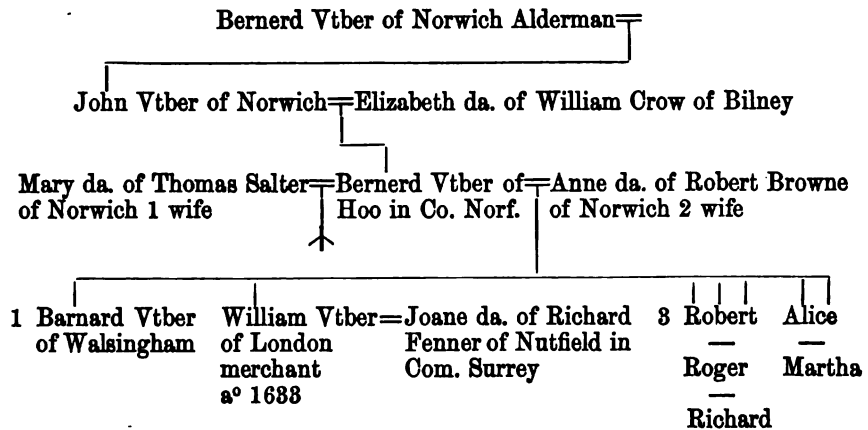 Bernerd Vtber of Norwich Alderman=
John Vtber of Norwich=Elizabeth da. of William Crow of Bilney
Mary da. of Thomas Salter=Bernerd Vtber of=Anne da. of Robert Browne
of Norwich 1 wife Hoo in Co. Norf. of Norwich 2 wife
1 Barnard Vtber William Vtber=Joane da. of Richard 3 Robert Alice
of Walsingham of London Fenner of Nutfield in — —
merchant Com. Surrey Roger Martha
aº 1633 —
Richard